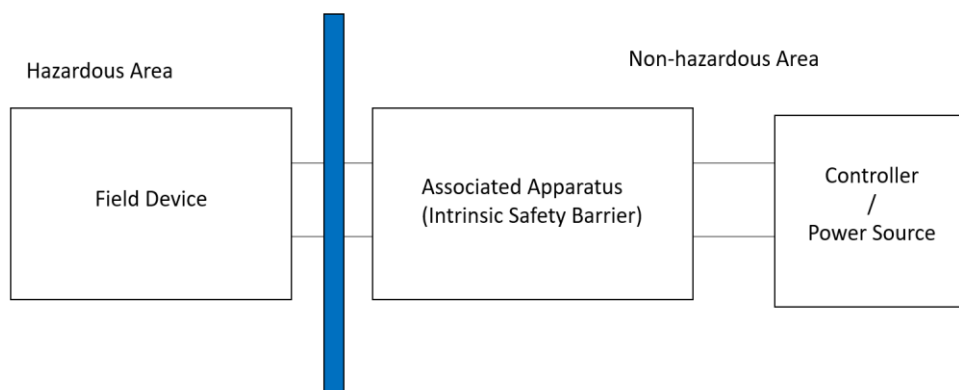 Hazardous Area
Non-hazardous Area
Field Device
Associated Apparatus
(Intrinsic Safety Barrier)
Controller
/
Power Source